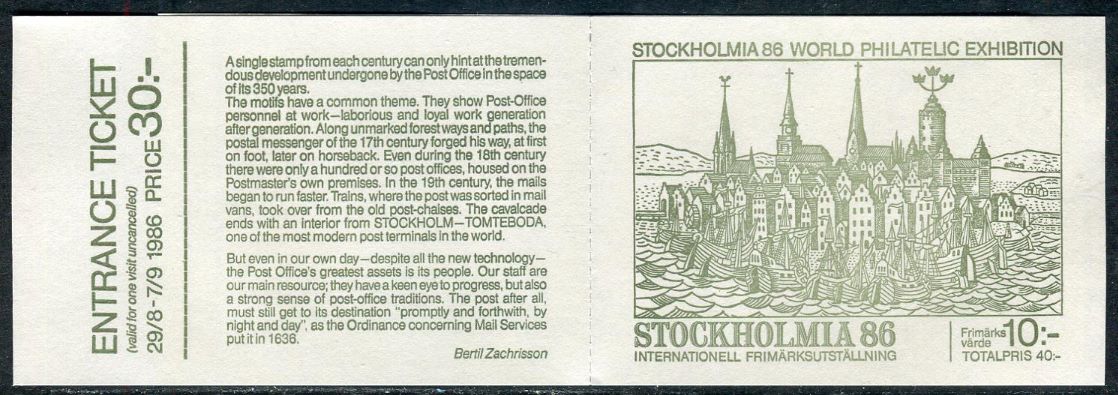 ENTRANCE TICKET
(valid for one visit uncancelled)
29/8-7/9 1986 PRICE 30:-
A single stamp from each century can only hint at the tremen-
dous development undergone by the Post Office in the space
of its 350 years.
The motifs have a common theme. They show Post-Office
personnel at work—laborious and loyal work generation
after generation. Along unmarked forest ways and paths, the
postal messenger of the 17th century forged his way, at first
on foot, later on horseback. Even during the 18th century
there were only a hundred or so post offices, housed on the
Postmaster's own premises. In the 19th century, the mails
began to run faster. Trains, where the post was sorted in mail
vans, took over from the old post-chaises. The cavalcade
ends with an interior from STOCKHOLM—TOMTEBODA,
one of the most modern post terminals in the world.
But even in our own day—despite all the new technology—
the Post Office's greatest assets is its people. Our staff are
our main resource; they have a keen eye to progress, but also
a strong sense of post-office traditions. The post after all,
must still get to its destination "promptly and forthwith, by
night and day", as the Ordinance concerning Mail Services
put it in 1636.
Bertil Zachrisson
STOCKHOLMIA 86 WORLD PHILATELIC EXHIBITION
STOCKHOLMIA 86
INTERNATIONELL FRIMÄRKSUTSTÄLLNING
Frimärks
värde 10:-
TOTALPRIS 40:-